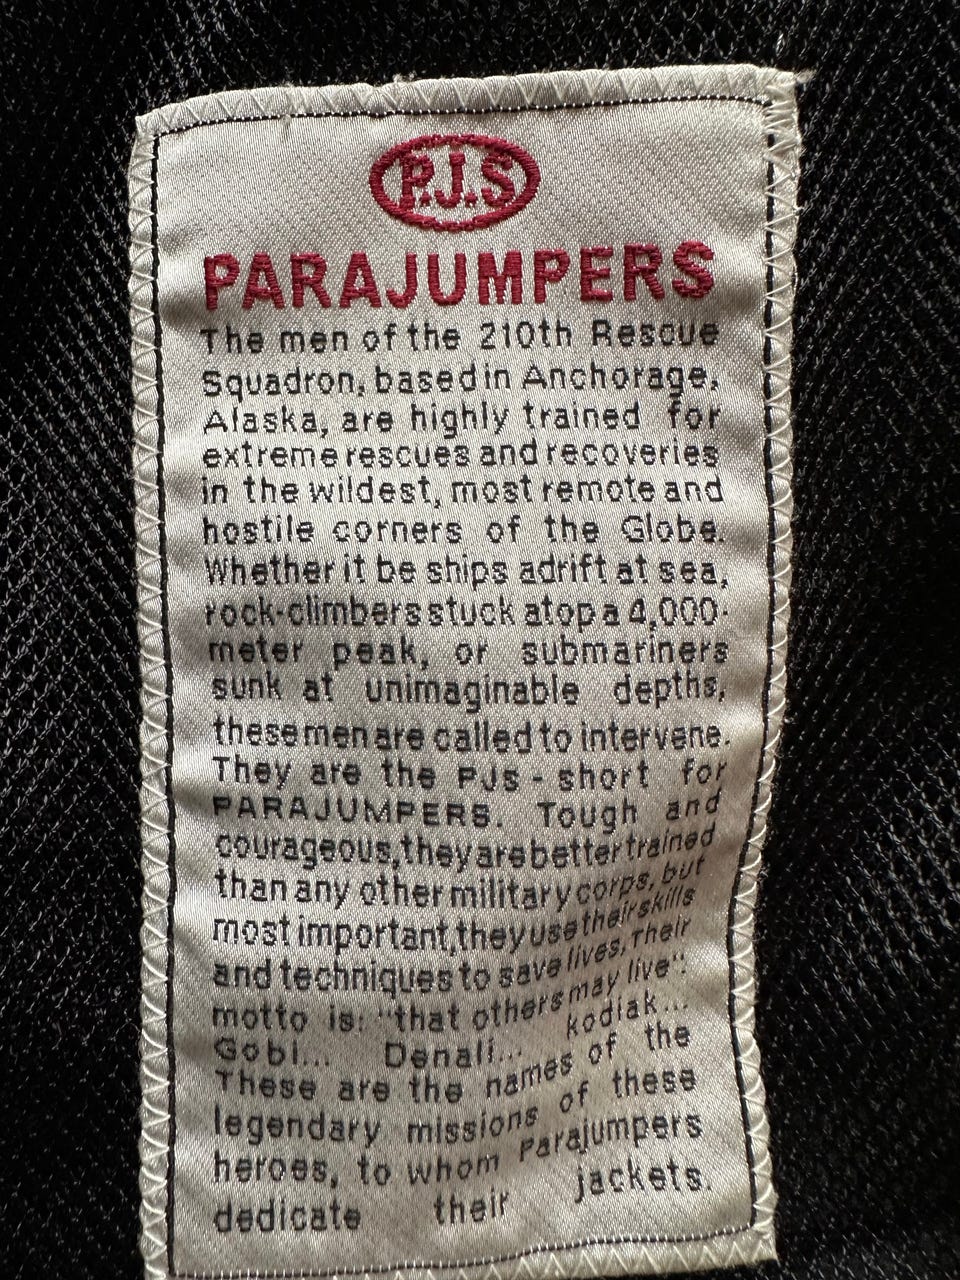 P.J.S
PARAJUMPERS
The men of the 210th Rescue
Squadron, based in Anchorage,
Alaska, are highly trained for
extreme rescues and recoveries
in the wildest, most remote and
hostile corners of the Globe.
Whether it be ships adrift at sea,
rock-climbers stuck atop a 4,000-
meter peak, or submariners
sunk at unimaginable depths,
these men are called to intervene.
They are the PJS - short for
PARAJUMPERS. Tough and
courageous, they are better trained
than any other military corps, but
most important, they use their skills
and techniques to save lives. Their
motto is: "that others may live":
Gobi... Denali... kodiak...
These are the names of the
legendary missions of these
heroes, to whom Parajumpers
dedicate their jackets.